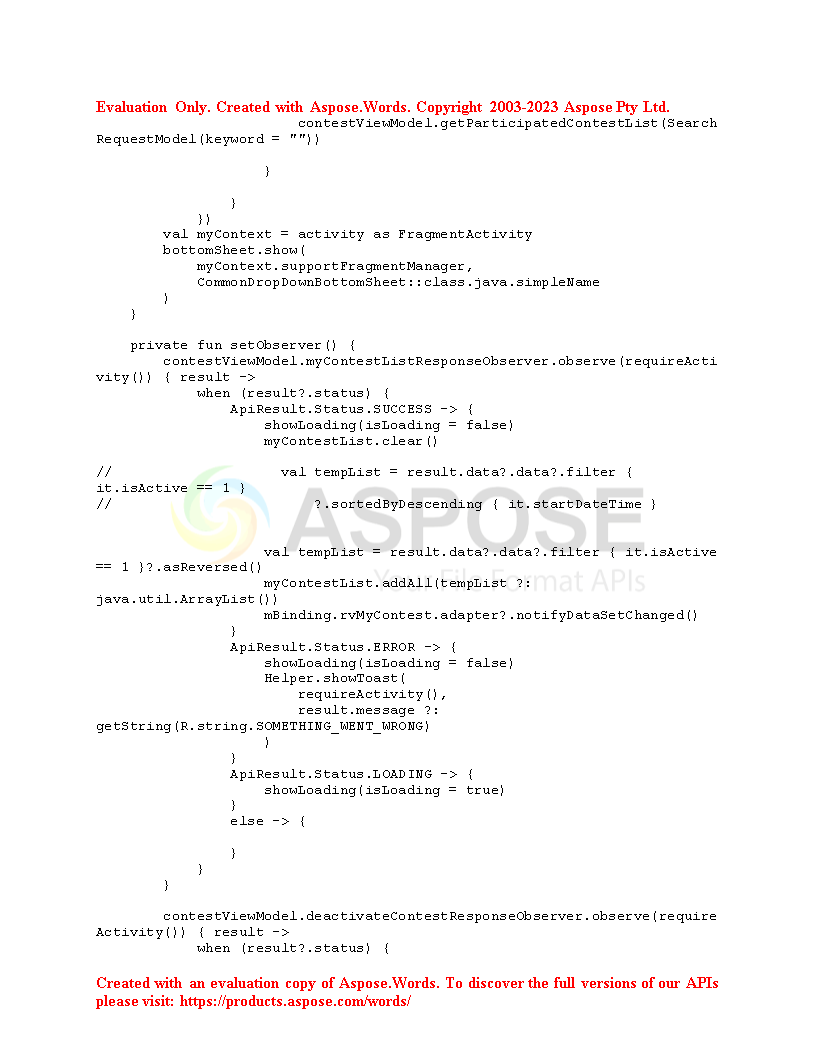 Evaluation Only. Created with Aspose.Words. Copyright 2003-2023 Aspose Pty Ltd.
contestViewModel.getParticipatedContestList(Search
RequestModel(keyword = ""))
}
}
})
val myContext = activity as FragmentActivity
bottomSheet.show(
myContext.supportFragmentManager,
CommonDropDownBottomSheet::class.java.simpleName
)
}
private fun setObserver() {
contestViewModel.myContestListResponseObserver.observe(requireActi
vity()) { result ->
when (result?.status) {
ApiResult.Status.SUCCESS -> {
showLoading(isLoading = false)
myContestList.clear()
// val tempList = result.data?.data?.filter {
it.isActive == 1 }
// ?.sortedByDescending { it.startDateTime }
ASPOSE
val tempList = result.data?.data?.filter { it.isActive
== 1 }?.asReversed()
Your File Format APIs
myContestList.addAll(tempList ?:
java.util.ArrayList())
mBinding.rvMyContest.adapter?.notifyDataSetChanged()
}
ApiResult.Status.ERROR -> {
showLoading(isLoading = false)
Helper.showToast(
requireActivity(),
result.message ?:
getString(R.string.SOMETHING_WENT_WRONG)
)
}
ApiResult.Status.LOADING -> {
showLoading(isLoading = true)
}
else -> {
}
}
}
contestViewModel.deactivateContestResponseObserver.observe(require
Activity()) { result ->
when (result?.status) {
Created with an evaluation copy of Aspose.Words. To discover the full versions of our APIs
please visit: https://products.aspose.com/words/